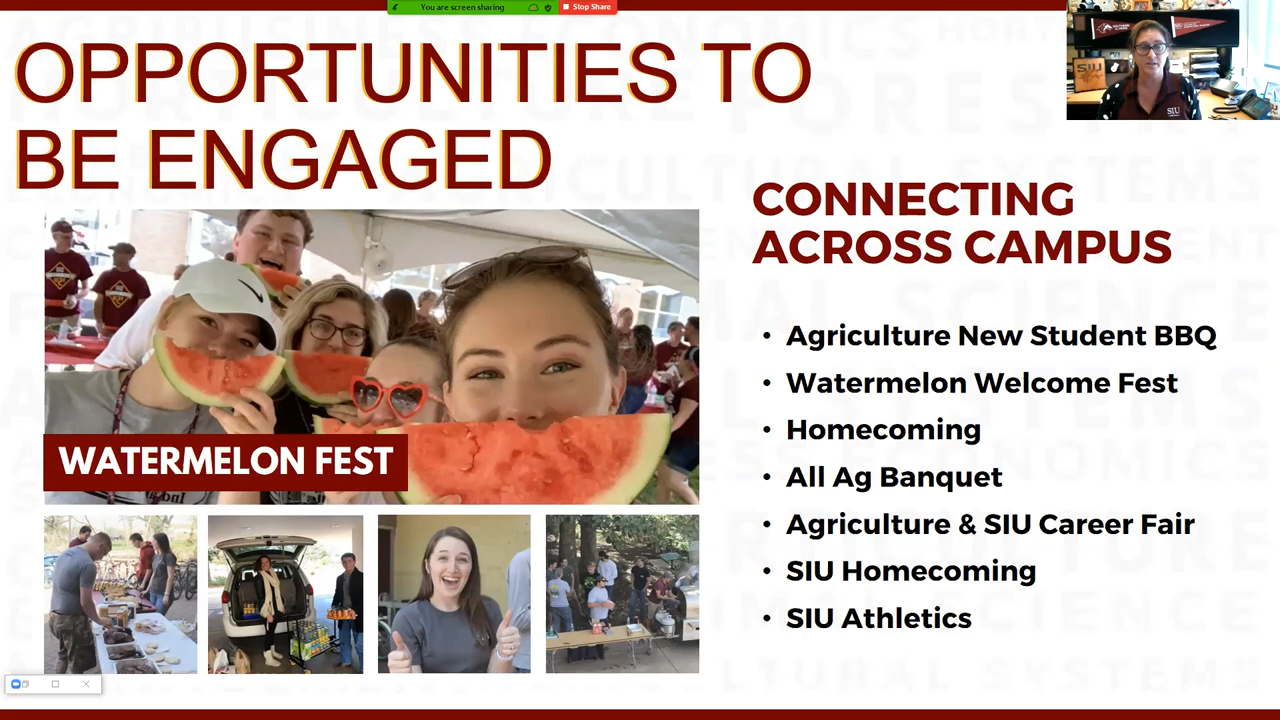 You are screen sharing
Stop Share
OPPORTUNITIES TO
BE ENGAGED
SIU
SIU
CONNECTING
ACROSS CAMPUS
WATERMELON FEST
• Agriculture New Student BBQ
• Watermelon Welcome Fest
• Homecoming
• All Ag Banquet
• Agriculture & SIU Career Fair
• SIU Homecoming
• SIU Athletics